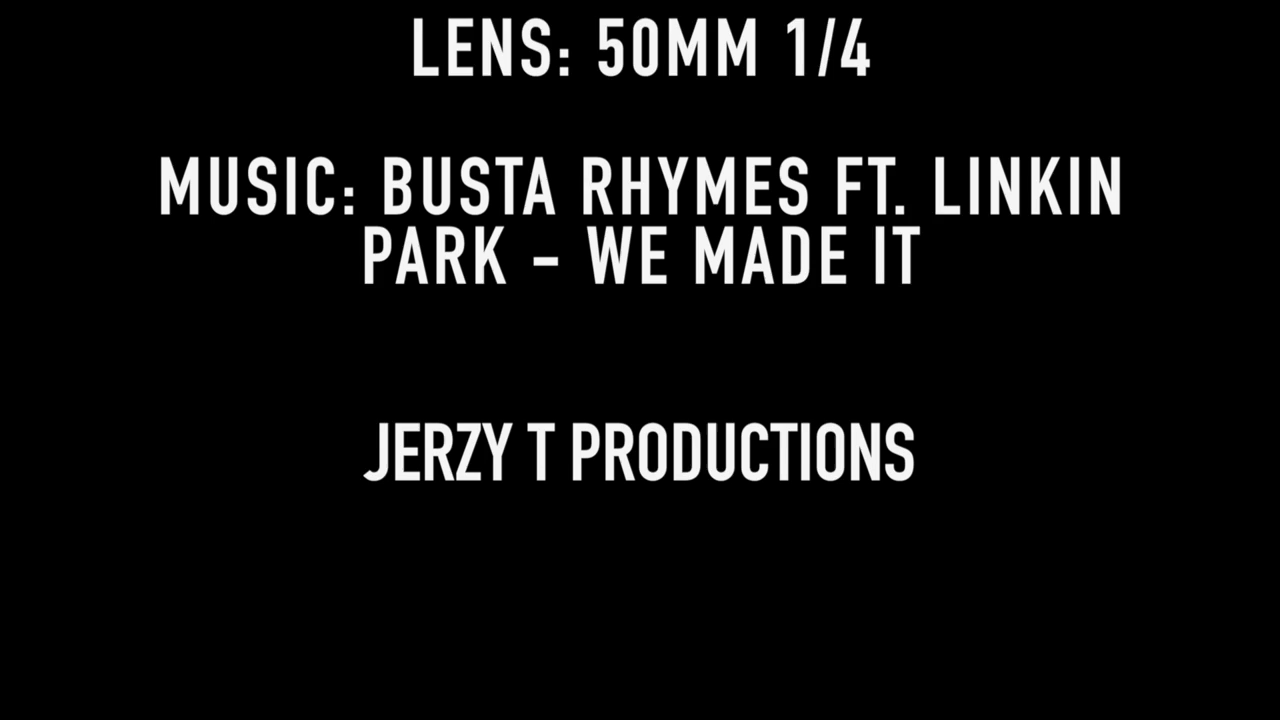 LENS: 50MM 1/4
MUSIC: BUSTA RHYMES FT. LINKIN
PARK - WE MADE IT
JERZY T PRODUCTIONS